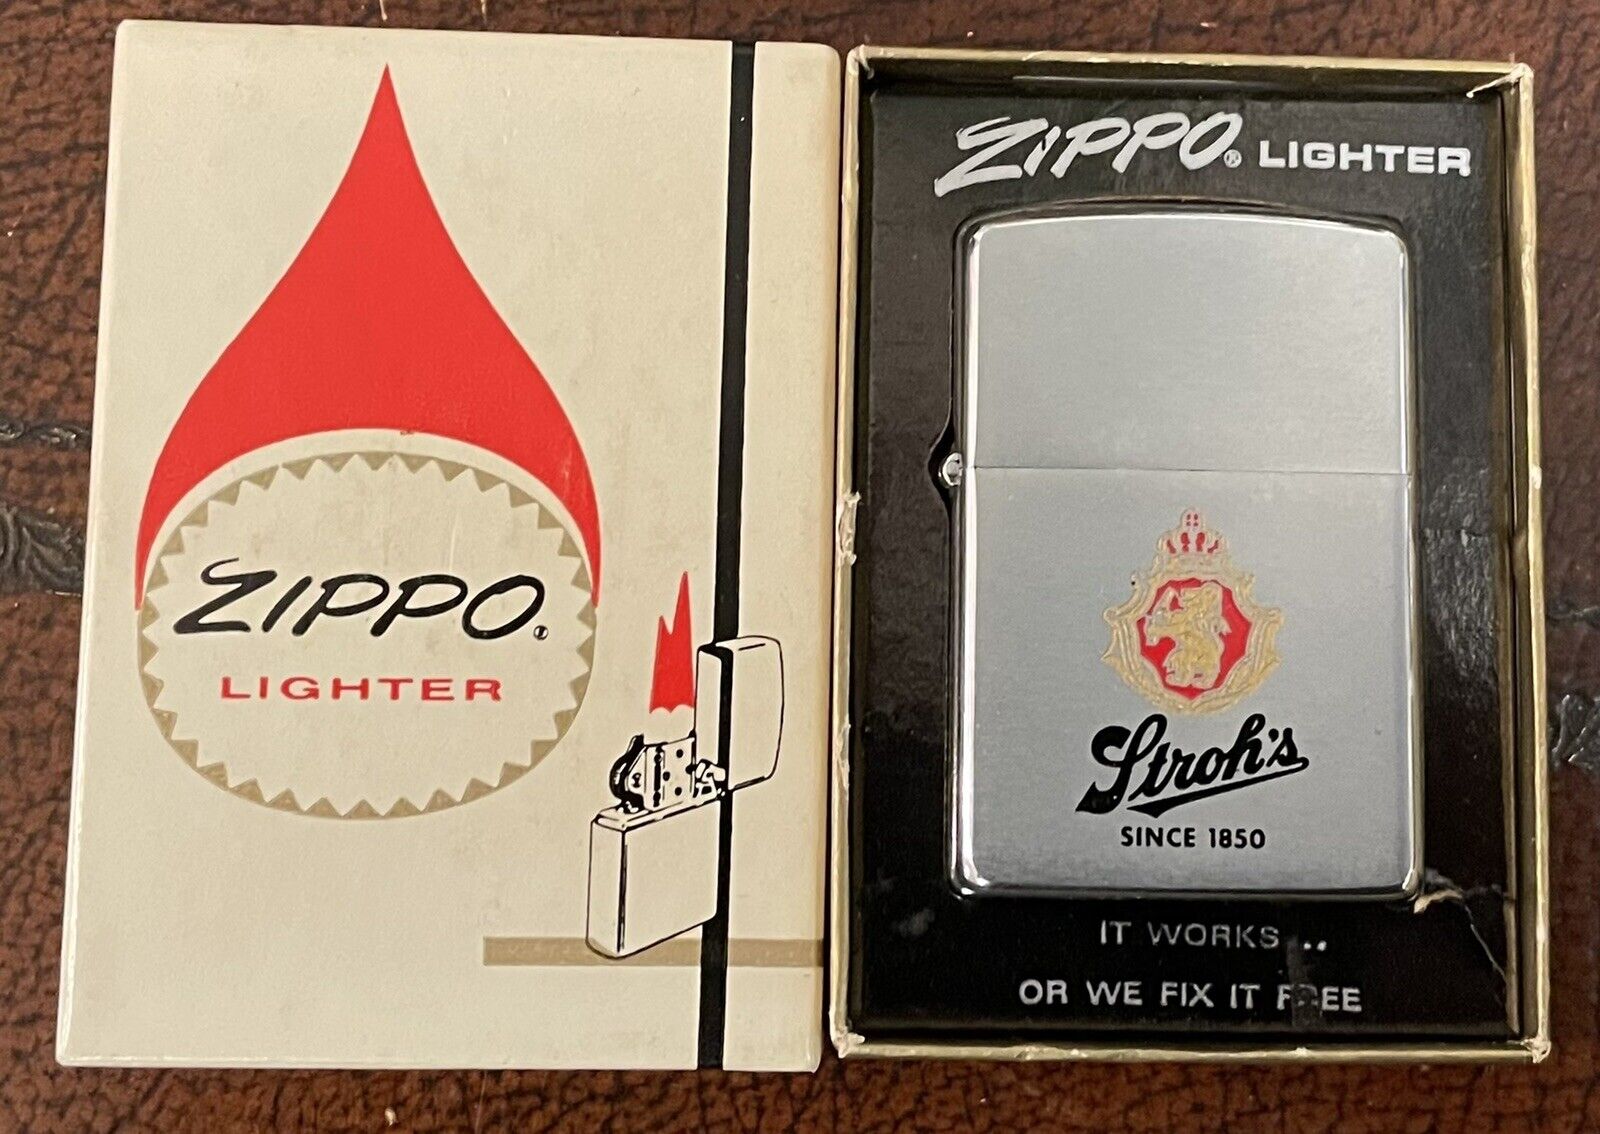 ZIPPO®
LIGHTER
ZIPPO® LIGHTER
Stroh's
SINCE 1850
IT WORKS...
OR WE FIX IT FREE